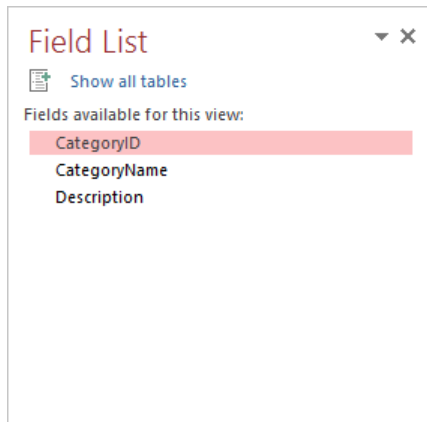 Field List
Show all tables
Fields available for this view:
CategoryID
CategoryName
Description